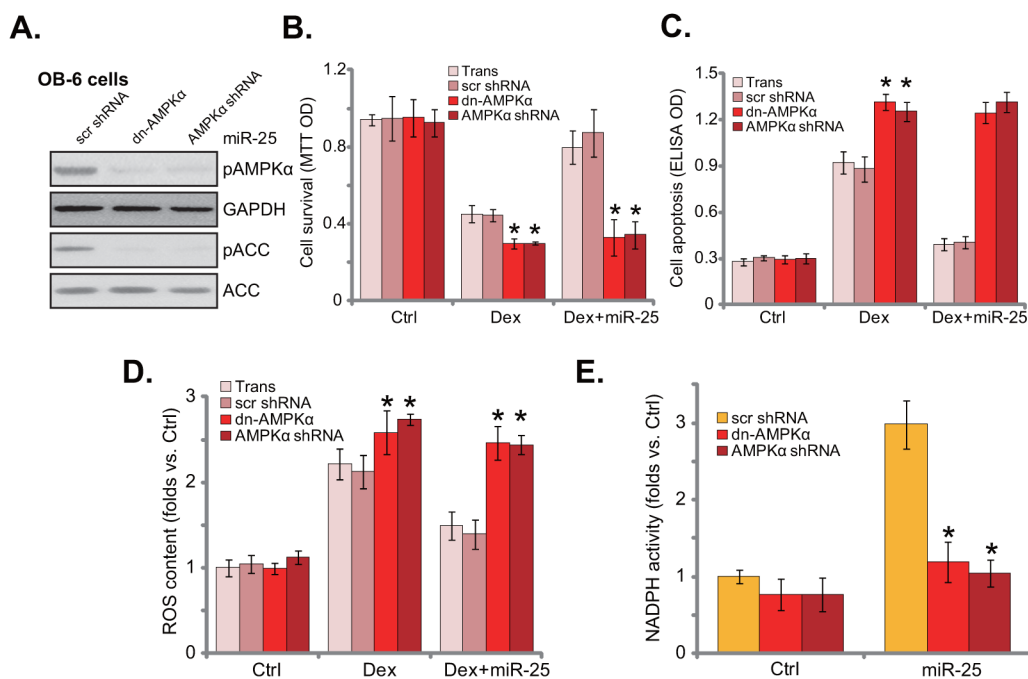 A.
OB-6 cells
scr shRNA
dn-AMPKα
AMPKα shRNA
miR-25
pAMPKα
GAPDH
pACC
ACC
B.
Trans
scr shRNA
dn-AMPKα
AMPKα shRNA
Cell survival (MTT OD)
1.2
0.8
0.4
0
* *
* *
Ctrl
Dex
Dex+miR-25
C.
Trans
scr shRNA
dn-AMPKα
AMPKα shRNA
Cell apoptosis (ELISA OD)
1.5
1.2
0.9
0.6
0.3
0
* *
Ctrl
Dex
Dex+miR-25
D.
Trans
scr shRNA
dn-AMPKα
AMPKα shRNA
ROS content (folds vs. Ctrl)
3
2
1
0
* *
* *
Ctrl
Dex
Dex+miR-25
E.
scr shRNA
dn-AMPKα
AMPKα shRNA
NADPH activity (folds vs. Ctrl)
4
3
2
1
0
* *
Ctrl
miR-25